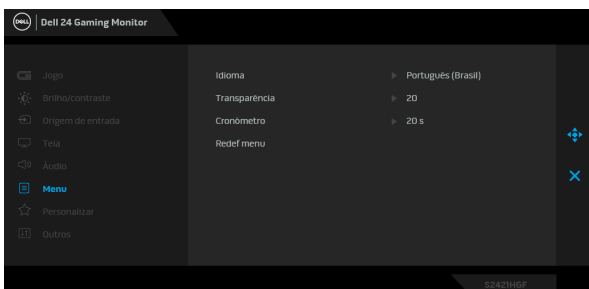 DELL Dell 24 Gaming Monitor
Jogo
Brilho/contraste
Origem de entrada
Tela
Áudio
Menu
Personalizar
Outros
Idioma Português (Brasil)
Transparência 20
Cronômetro 20 s
Redef menu
S2421HGF